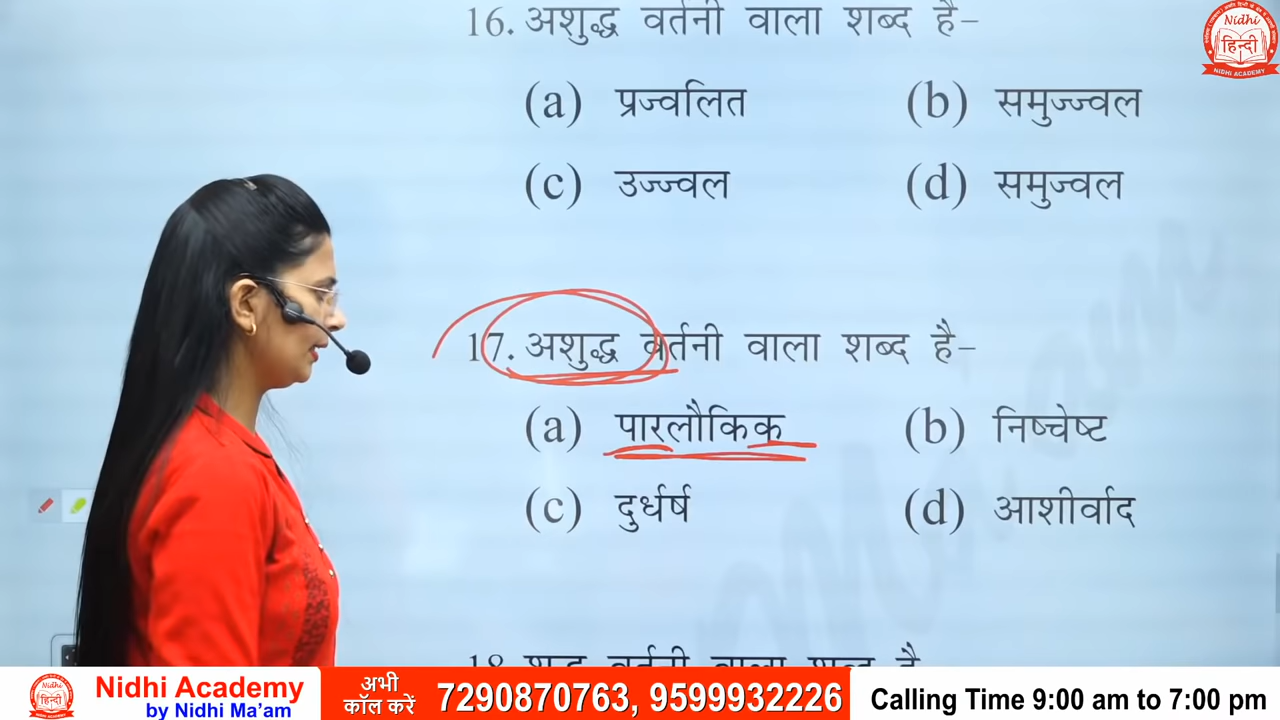 16. अशुद्ध वर्तनी वाला शब्द है–
(a) प्रज्वलित (b) समुज्ज्वल
(c) उज्ज्वल (d) समुज्वल
17. अशुद्ध वर्तनी वाला शब्द है–
(a) पारलौकिक (b) निष्चेष्ट
(c) दुर्धर्ष (d) आशीर्वाद
Nidhi
हिन्दी
NIDHI ACADEMY
Nidhi Academy
by Nidhi Ma'am
अभी
कॉल करें
7290870763, 9599932226
Calling Time 9:00 am to 7:00 pm